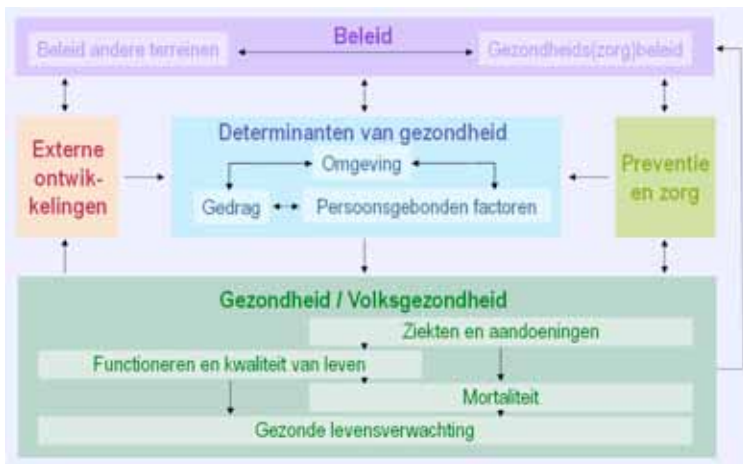 Beleid
Beleid andere terreinen
Gezondheids(zorg)beleid
Externe
ontwik-
kelingen
Determinanten van gezondheid
Omgeving
Gedrag
Persoonsgebonden factoren
Preventie
en zorg
Gezondheid / Volksgezondheid
Ziekten en aandoeningen
Functioneren en kwaliteit van leven
Mortaliteit
Gezonde levensverwachting